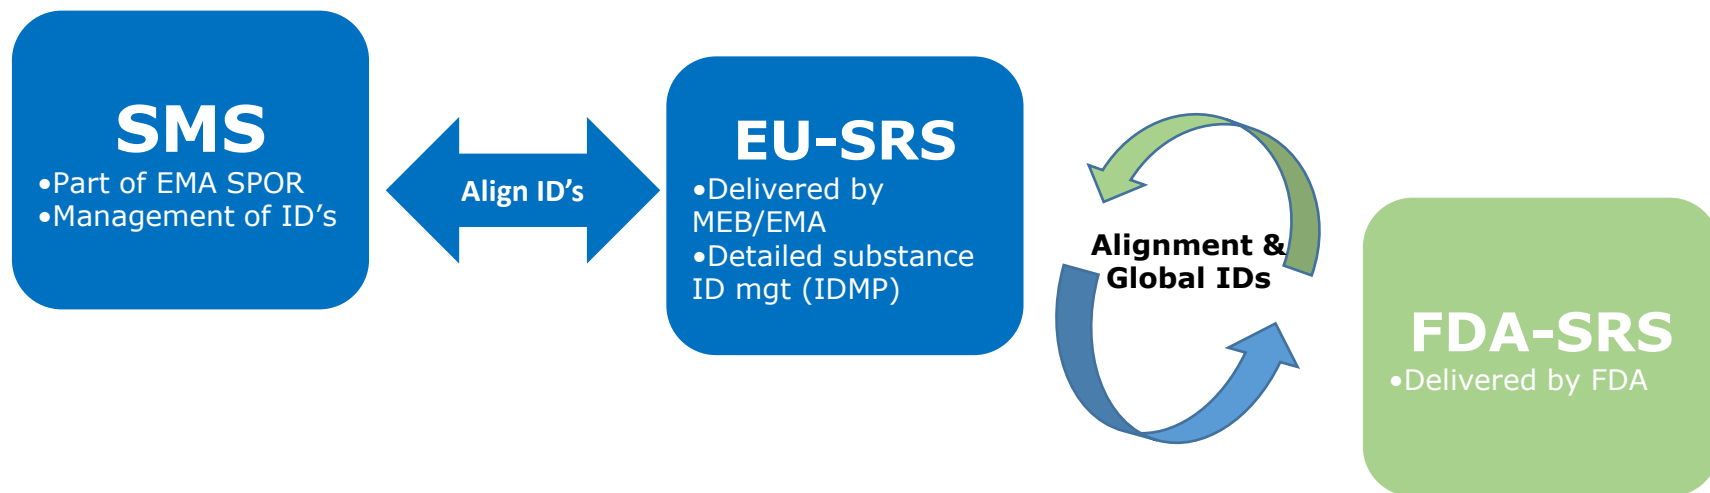 SMS
•Part of EMA SPOR
•Management of ID’s
Align ID’s
EU-SRS
•Delivered by
MEB/EMA
•Detailed substance
ID mgt (IDMP)
Alignment &
Global IDs
FDA-SRS
•Delivered by FDA